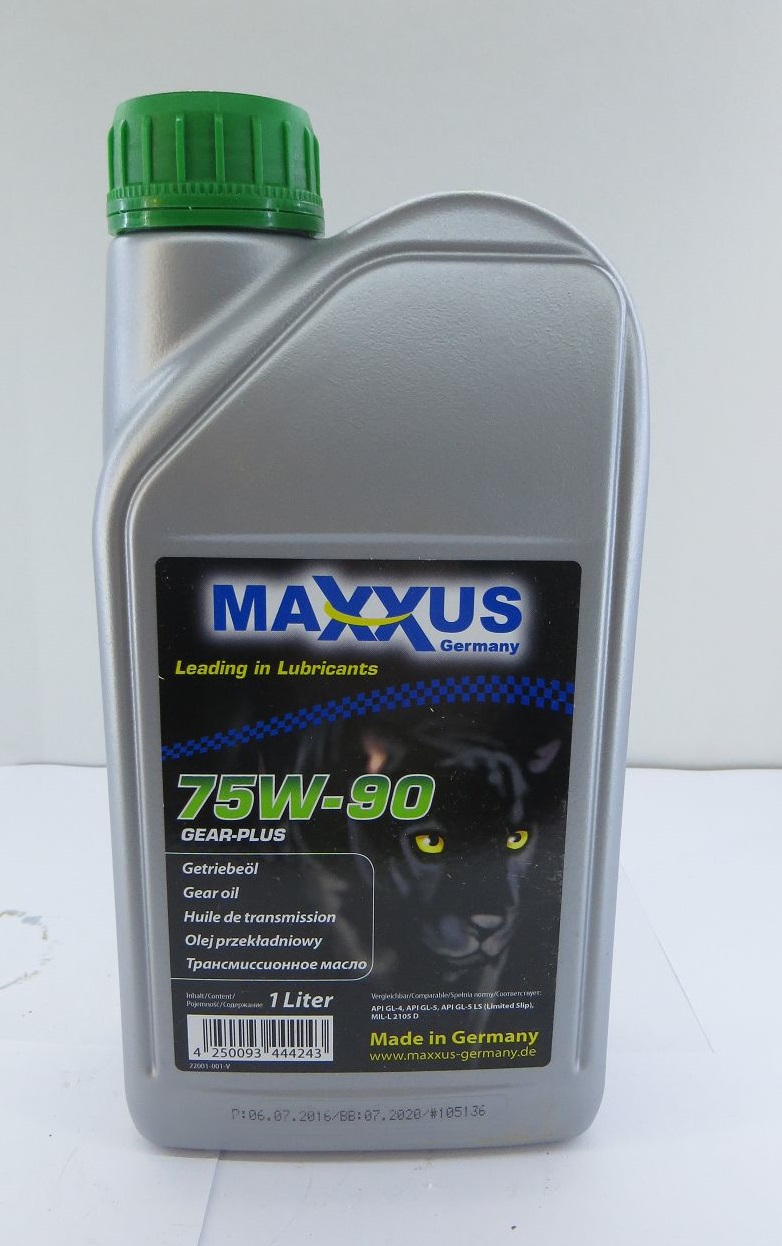 MAXXUS
Germany
Leading in Lubricants
75W-90
GEAR-PLUS
Getriebeöl
Gear oil
Huile de transmission
Olej przekładniowy
Трансмиссионное масло
Inhalt/Content/
Pojemność/Содержание 1 Liter
Vergleichbar/Comparable/Spełnia normy/Соответствует:
API GL-4, API GL-5, API GL-5 LS (Limited Slip),
MIL-L 2105 D
4 250093 444243
Made in Germany
www.maxxus-germany.de
22001-001-V
P:06.07.2016/BB:07.2020/#105136